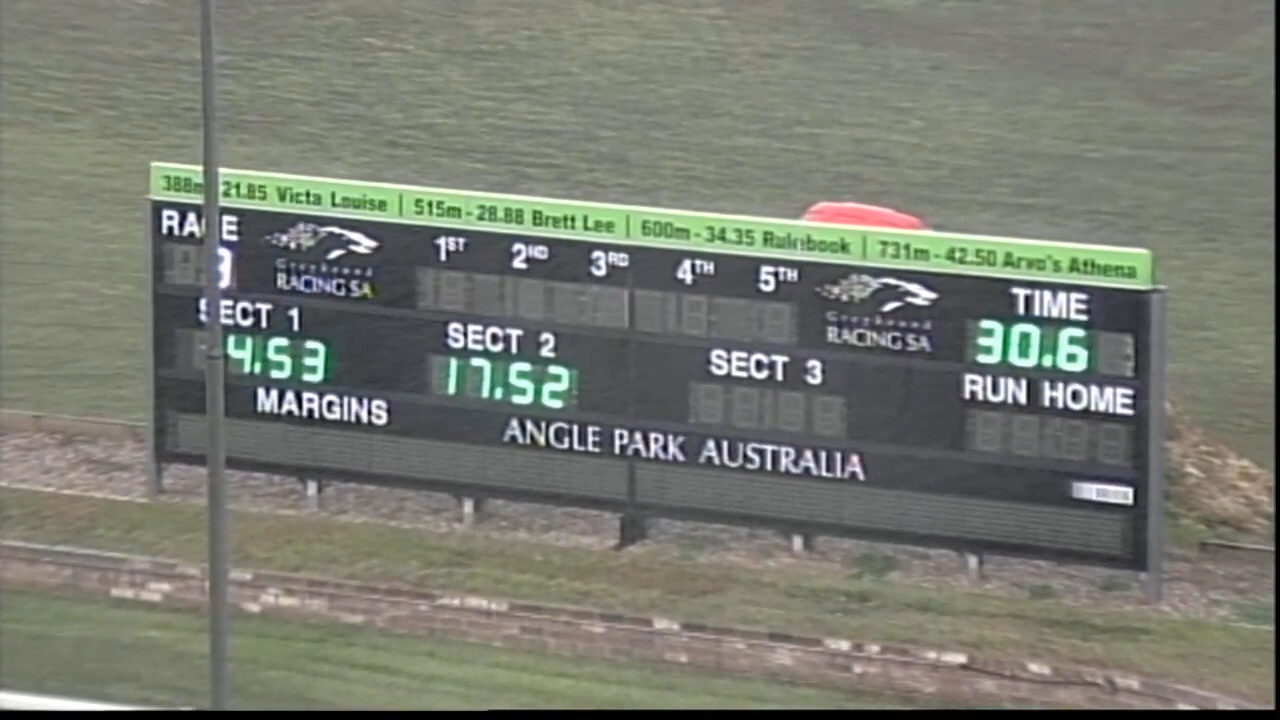 388m - 21.85 Victa Louise | 515m - 28.88 Brett Lee | 600m - 34.35 Rulebook | 731m - 42.50 Arvo's Athena
RACE 1ST 2ND 3RD 4TH 5TH TIME
9 Greyhound RACING SA Greyhound RACING SA 30.6
SECT 1 SECT 2 SECT 3 RUN HOME
4.53 17.52
MARGINS ANGLE PARK AUSTRALIA